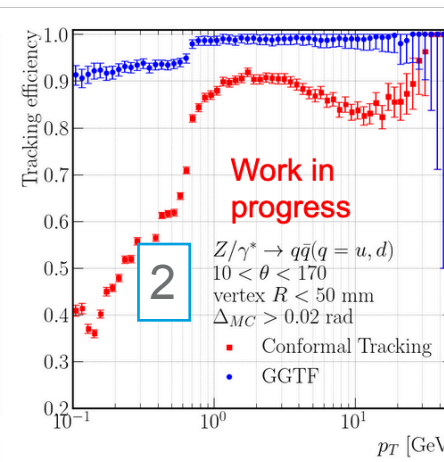 Tracking efficiency
1.0
0.9
0.8
0.7
0.6
0.5
0.4
0.3
0.2
Work in
progress
2
Z/γ* → qq̄(q = u, d)
10 < θ < 170
vertex R < 50 mm
Δ_MC > 0.02 rad
Conformal Tracking
GGTF
10⁻¹ 10⁰ 10¹
p_T [GeV